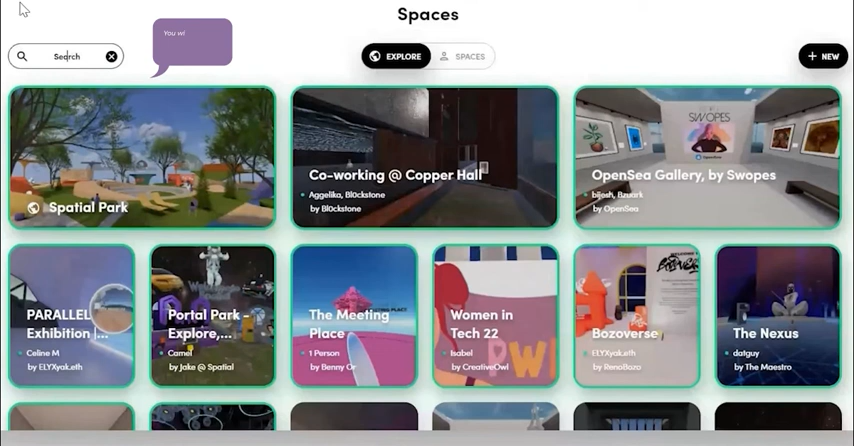 Spaces
Search
You wi
EXPLORE
SPACES
+ NEW
Spatial Park
Co-working @ Copper Hall
Aggelika, Bl0ckstone
by Bl0ckstone
SWOPES
OpenSea
OpenSea Gallery, by Swopes
bijosh, Bzuark
by OpenSea
PARALLEL
Exhibition |...
Celine M
by ELYXyak.eth
Portal Park -
Explore,...
Camel
by Jake @ Spatial
The Meeting
Place
1 Person
by Benny Or
Women in
Tech 22
Isabel
by CreativeOwl
Bozoverse
ELYXyak.eth
by RenoBozo
The Nexus
datguy
by The Maestro